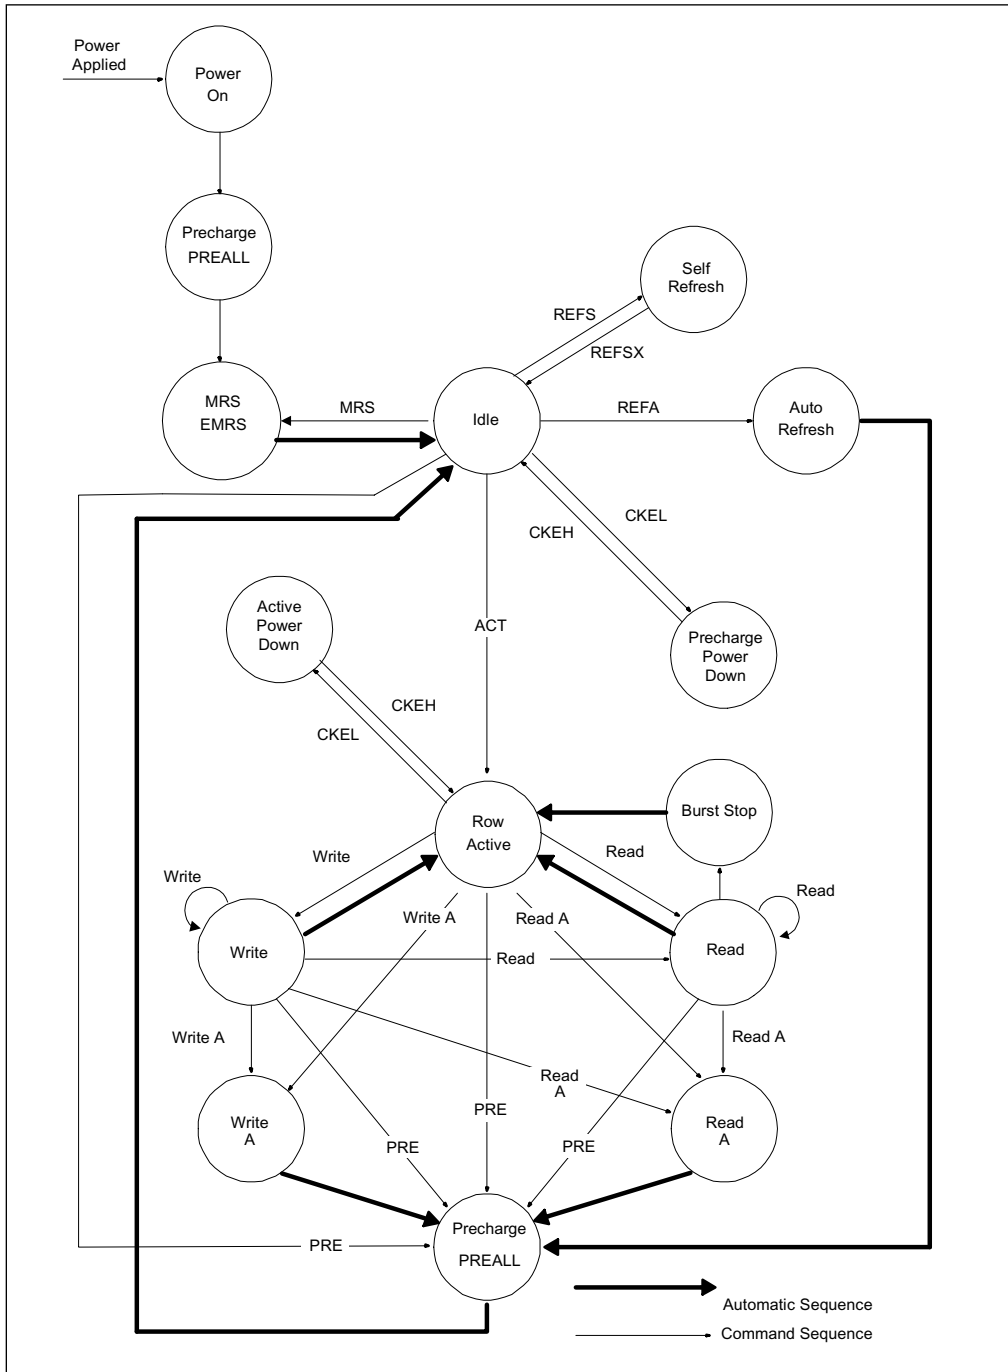 Power
Applied
Power
On
Precharge
PREALL
Self
Refresh
REFS
REFSX
MRS
EMRS
MRS
Idle
REFA
Auto
Refresh
CKEL
CKEH
Active
Power
Down
ACT
Precharge
Power
Down
CKEH
CKEL
Burst Stop
Row
Active
Write
Read
Write
Read
Write A
Read A
Write
Read
Read
Write A
Read A
Read
A
Write
A
PRE
Read
A
PRE
PRE
Precharge
PREALL
PRE
Automatic Sequence
Command Sequence